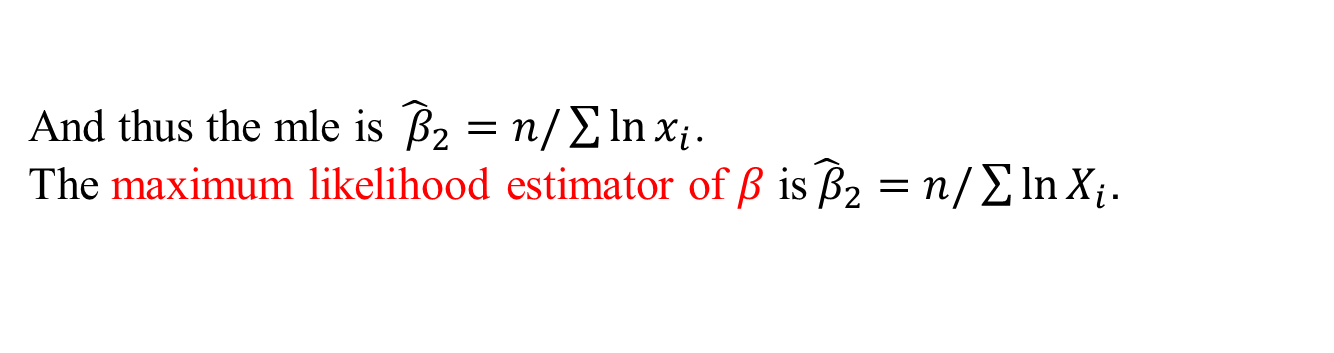 And thus the mle is β̂₂ = n/∑ ln xᵢ.
The maximum likelihood estimator of β is β̂₂ = n/∑ ln Xᵢ.